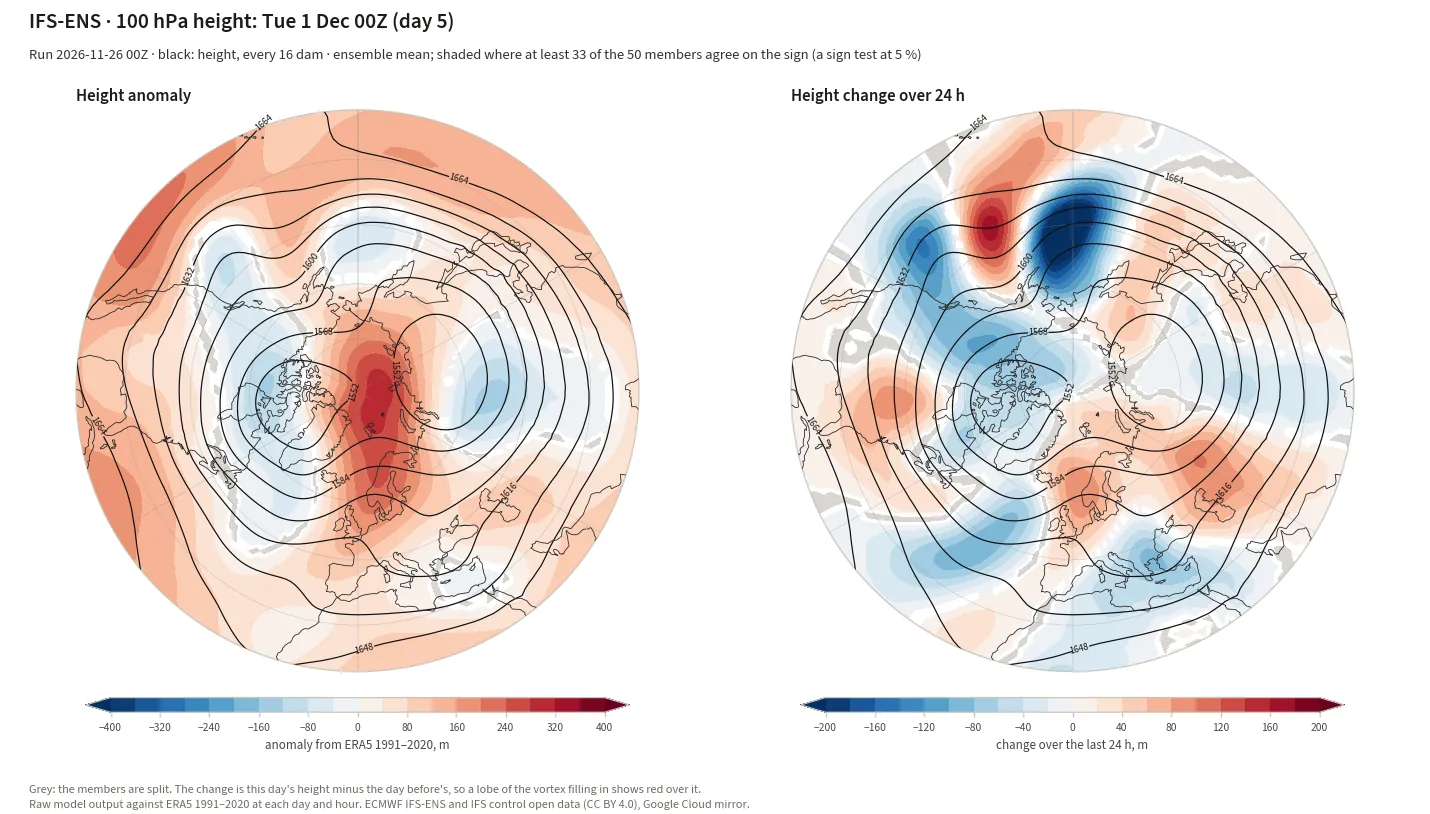 IFS-ENS · 100 hPa height: Tue 1 Dec 00Z (day 5)
Run 2026-11-26 00Z · black: height, every 16 dam · ensemble mean; shaded where at least 33 of the 50 members agree on the sign (a sign test at 5 %)
Height anomaly
Height change over 24 h
1664
1664
1632
1600
1568
1552
1552
1584
1616
1648
1664
1664
1632
1600
1568
1552
1552
1584
1616
1648
−400 −320 −240 −160 −80 0 80 160 240 320 400
anomaly from ERA5 1991–2020, m
−200 −160 −120 −80 −40 0 40 80 120 160 200
change over the last 24 h, m
Grey: the members are split. The change is this day's height minus the day before's, so a lobe of the vortex filling in shows red over it.
Raw model output against ERA5 1991–2020 at each day and hour. ECMWF IFS-ENS and IFS control open data (CC BY 4.0), Google Cloud mirror.